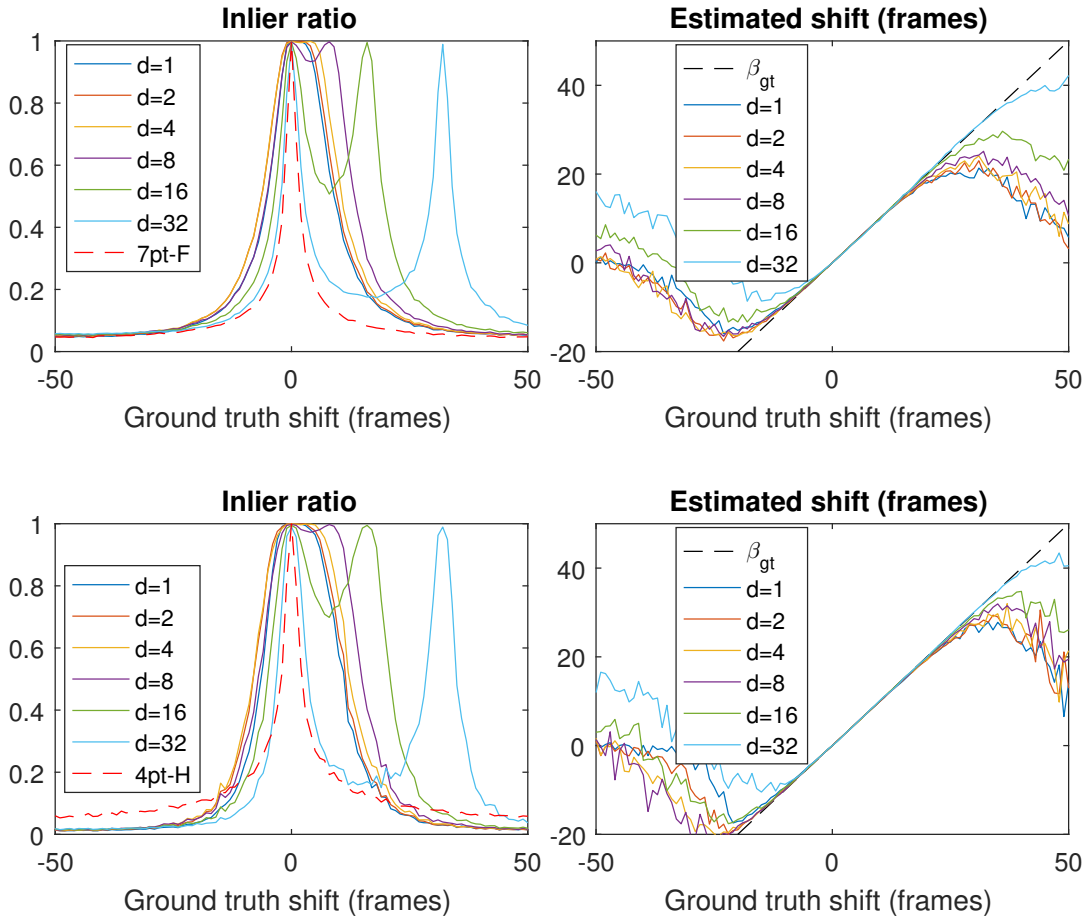 Inlier ratio
1
0.8
0.6
0.4
0.2
0
d=1
d=2
d=4
d=8
d=16
d=32
7pt-F
-50
0
50
Ground truth shift (frames)
Estimated shift (frames)
40
20
0
-20
β_gt
d=1
d=2
d=4
d=8
d=16
d=32
-50
0
50
Ground truth shift (frames)
Inlier ratio
1
0.8
0.6
0.4
0.2
0
d=1
d=2
d=4
d=8
d=16
d=32
4pt-H
-50
0
50
Ground truth shift (frames)
Estimated shift (frames)
40
20
0
-20
β_gt
d=1
d=2
d=4
d=8
d=16
d=32
-50
0
50
Ground truth shift (frames)